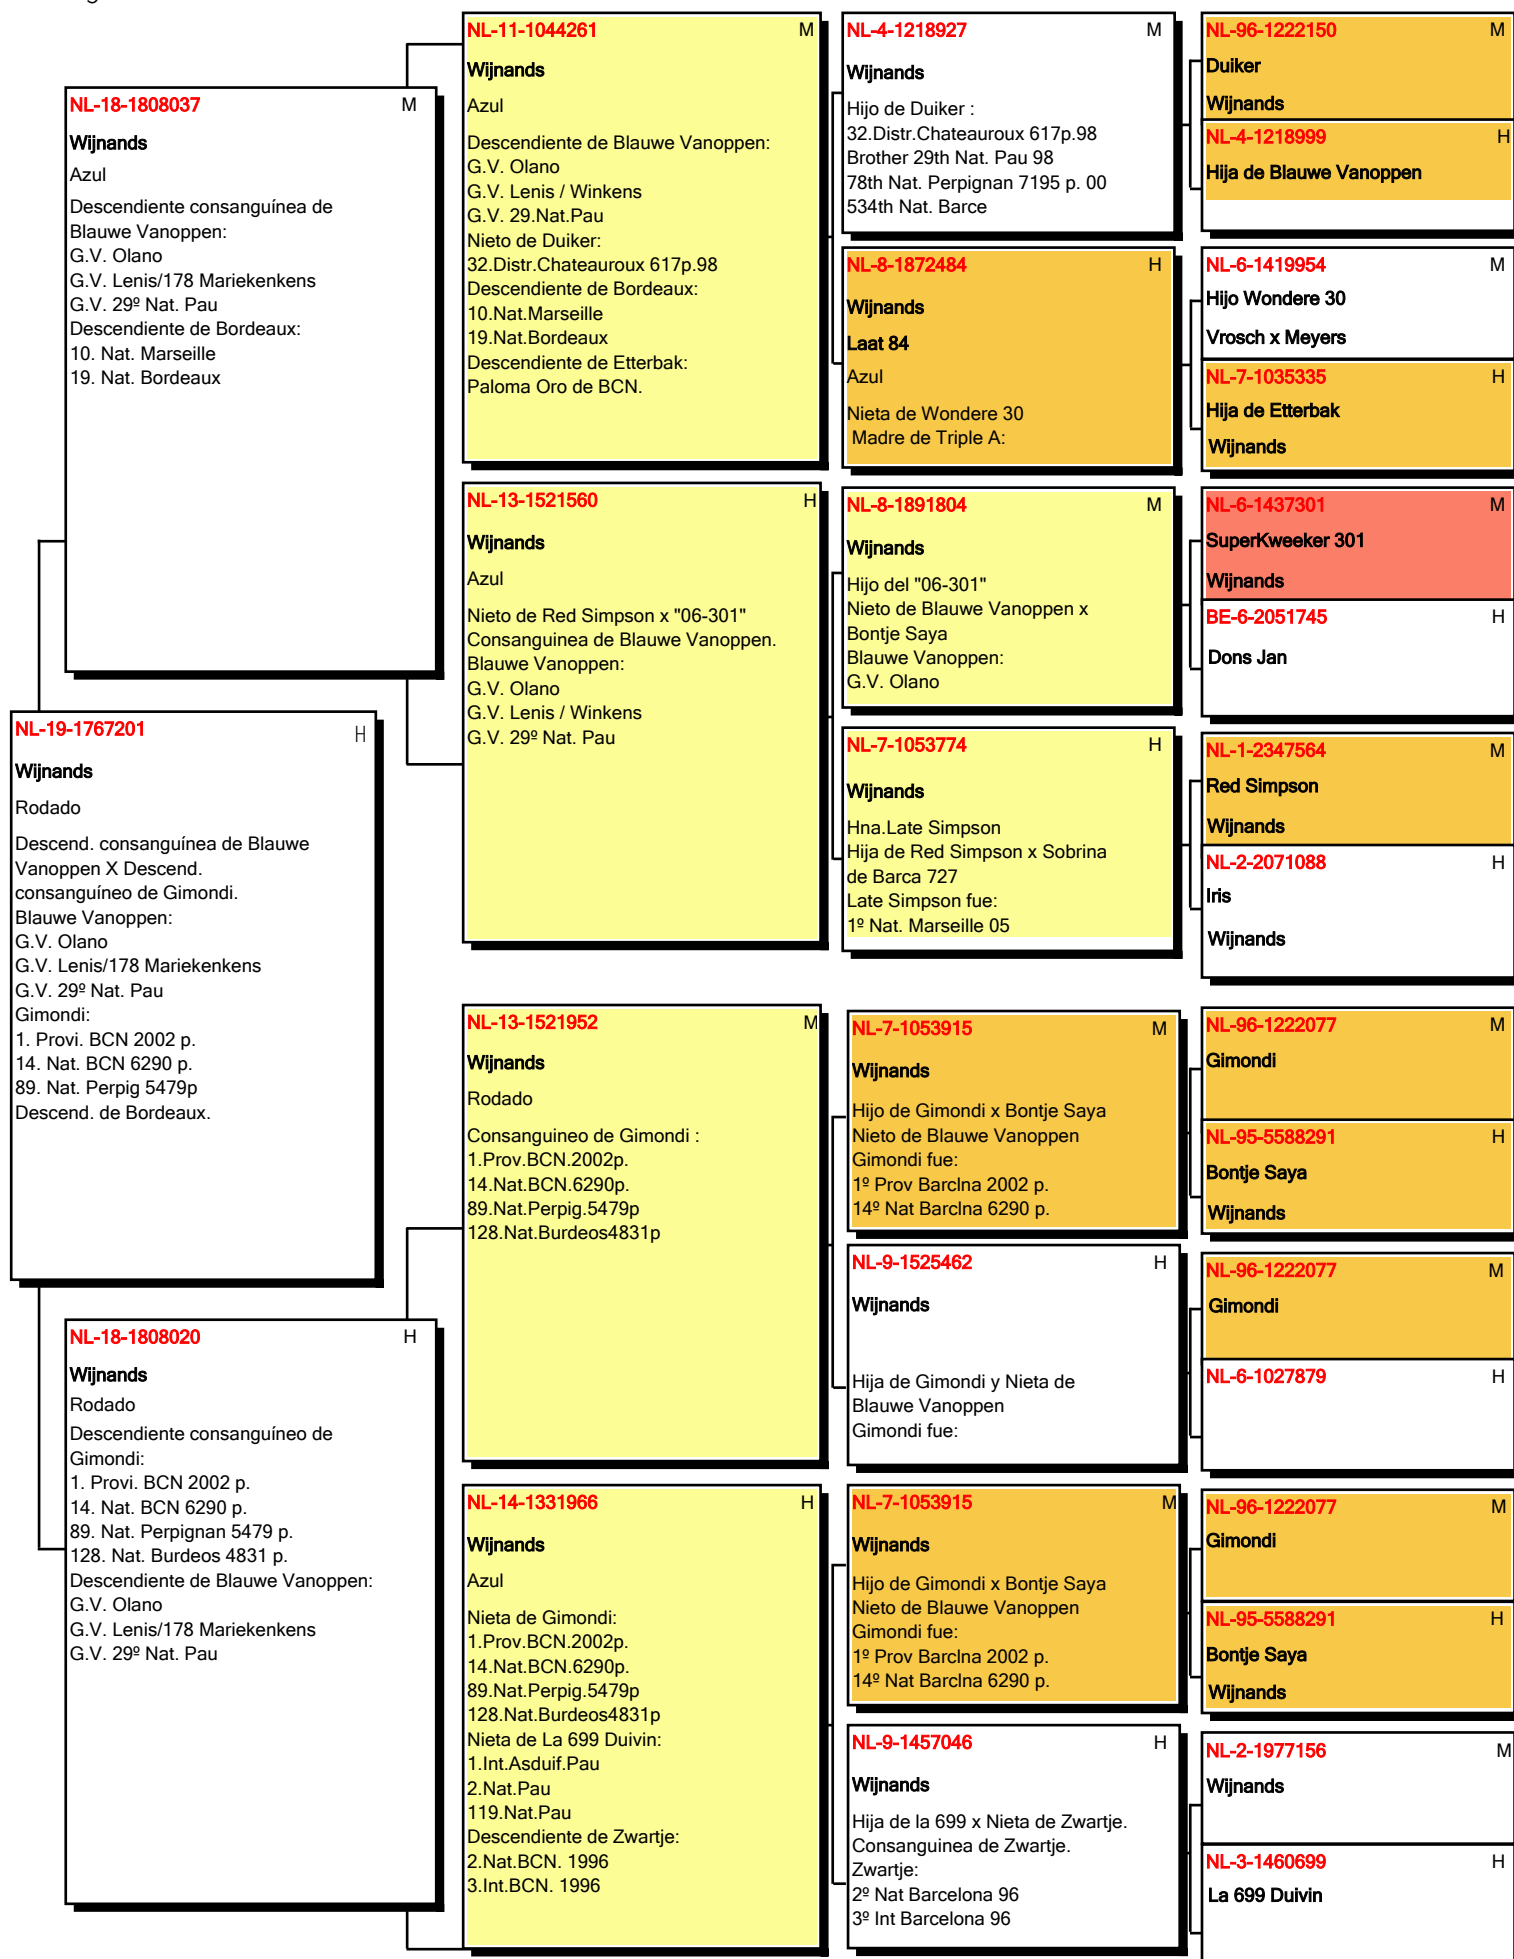 NL-19-1767201 H
Wijnands
Rodado
Descend. consanguínea de Blauwe
Vanoppen X Descend.
consanguíneo de Gimondi.
Blauwe Vanoppen:
G.V. Olano
G.V. Lenis/178 Mariekenkens
G.V. 29º Nat. Pau
Gimondi:
1. Provi. BCN 2002 p.
14. Nat. BCN 6290 p.
89. Nat. Perpig 5479p
Descend. de Bordeaux.
NL-18-1808037 M
Wijnands
Azul
Descendiente consanguínea de
Blauwe Vanoppen:
G.V. Olano
G.V. Lenis/178 Mariekenkens
G.V. 29º Nat. Pau
Descendiente de Bordeaux:
10. Nat. Marseille
19. Nat. Bordeaux
NL-18-1808020 H
Wijnands
Rodado
Descendiente consanguíneo de
Gimondi:
1. Provi. BCN 2002 p.
14. Nat. BCN 6290 p.
89. Nat. Perpignan 5479 p.
128. Nat. Burdeos 4831 p.
Descendiente de Blauwe Vanoppen:
G.V. Olano
G.V. Lenis/178 Mariekenkens
G.V. 29º Nat. Pau
NL-11-1044261 M
Wijnands
Azul
Descendiente de Blauwe Vanoppen:
G.V. Olano
G.V. Lenis / Winkens
G.V. 29.Nat.Pau
Nieto de Duiker:
32.Distr.Chateauroux 617p.98
Descendiente de Bordeaux:
10.Nat.Marseille
19.Nat.Bordeaux
Descendiente de Etterbak:
Paloma Oro de BCN.
NL-13-1521560 H
Wijnands
Azul
Nieto de Red Simpson x "06-301"
Consanguinea de Blauwe Vanoppen.
Blauwe Vanoppen:
G.V. Olano
G.V. Lenis / Winkens
G.V. 29º Nat. Pau
NL-13-1521952 M
Wijnands
Rodado
Consanguineo de Gimondi :
1.Prov.BCN.2002p.
14.Nat.BCN.6290p.
89.Nat.Perpig.5479p
128.Nat.Burdeos4831p
NL-14-1331966 H
Wijnands
Azul
Nieta de Gimondi:
1.Prov.BCN.2002p.
14.Nat.BCN.6290p.
89.Nat.Perpig.5479p
128.Nat.Burdeos4831p
Nieta de La 699 Duivin:
1.Int.Asduif.Pau
2.Nat.Pau
119.Nat.Pau
Descendiente de Zwartje:
2.Nat.BCN. 1996
3.Int.BCN. 1996
NL-4-1218927 M
Wijnands
Hijo de Duiker :
32.Distr.Chateauroux 617p.98
Brother 29th Nat. Pau 98
78th Nat. Perpignan 7195 p. 00
534th Nat. Barce
NL-8-1872484 H
Wijnands
Laat 84
Azul
Nieta de Wondere 30
Madre de Triple A:
NL-8-1891804 M
Wijnands
Hijo del "06-301"
Nieto de Blauwe Vanoppen x
Bontje Saya
Blauwe Vanoppen:
G.V. Olano
NL-7-1053774 H
Wijnands
Hna.Late Simpson
Hija de Red Simpson x Sobrina
de Barca 727
Late Simpson fue:
1º Nat. Marseille 05
NL-7-1053915 M
Wijnands
Hijo de Gimondi x Bontje Saya
Nieto de Blauwe Vanoppen
Gimondi fue:
1º Prov Barclna 2002 p.
14º Nat Barclna 6290 p.
NL-9-1525462 H
Wijnands
Hija de Gimondi y Nieta de
Blauwe Vanoppen
Gimondi fue:
NL-7-1053915 M
Wijnands
Hijo de Gimondi x Bontje Saya
Nieto de Blauwe Vanoppen
Gimondi fue:
1º Prov Barclna 2002 p.
14º Nat Barclna 6290 p.
NL-9-1457046 H
Wijnands
Hija de la 699 x Nieta de Zwartje.
Consanguinea de Zwartje.
Zwartje:
2º Nat Barcelona 96
3º Int Barcelona 96
NL-96-1222150 M
Duiker
Wijnands
NL-4-1218999 H
Hija de Blauwe Vanoppen
NL-6-1419954 M
Hijo Wondere 30
Vrosch x Meyers
NL-7-1035335 H
Hija de Etterbak
Wijnands
NL-6-1437301 M
SuperKweeker 301
Wijnands
BE-6-2051745 H
Dons Jan
NL-1-2347564 M
Red Simpson
Wijnands
NL-2-2071088 H
Iris
Wijnands
NL-96-1222077 M
Gimondi
NL-95-5588291 H
Bontje Saya
Wijnands
NL-96-1222077 M
Gimondi
NL-6-1027879 H
NL-96-1222077 M
Gimondi
NL-95-5588291 H
Bontje Saya
Wijnands
NL-2-1977156 M
Wijnands
NL-3-1460699 H
La 699 Duivin